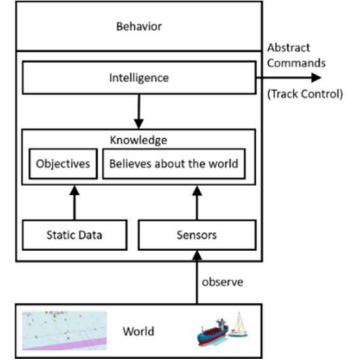 Behavior
Abstract
Commands
Intelligence
(Track Control)
Knowledge
Objectives
Believes about the world
Static Data
Sensors
observe
World